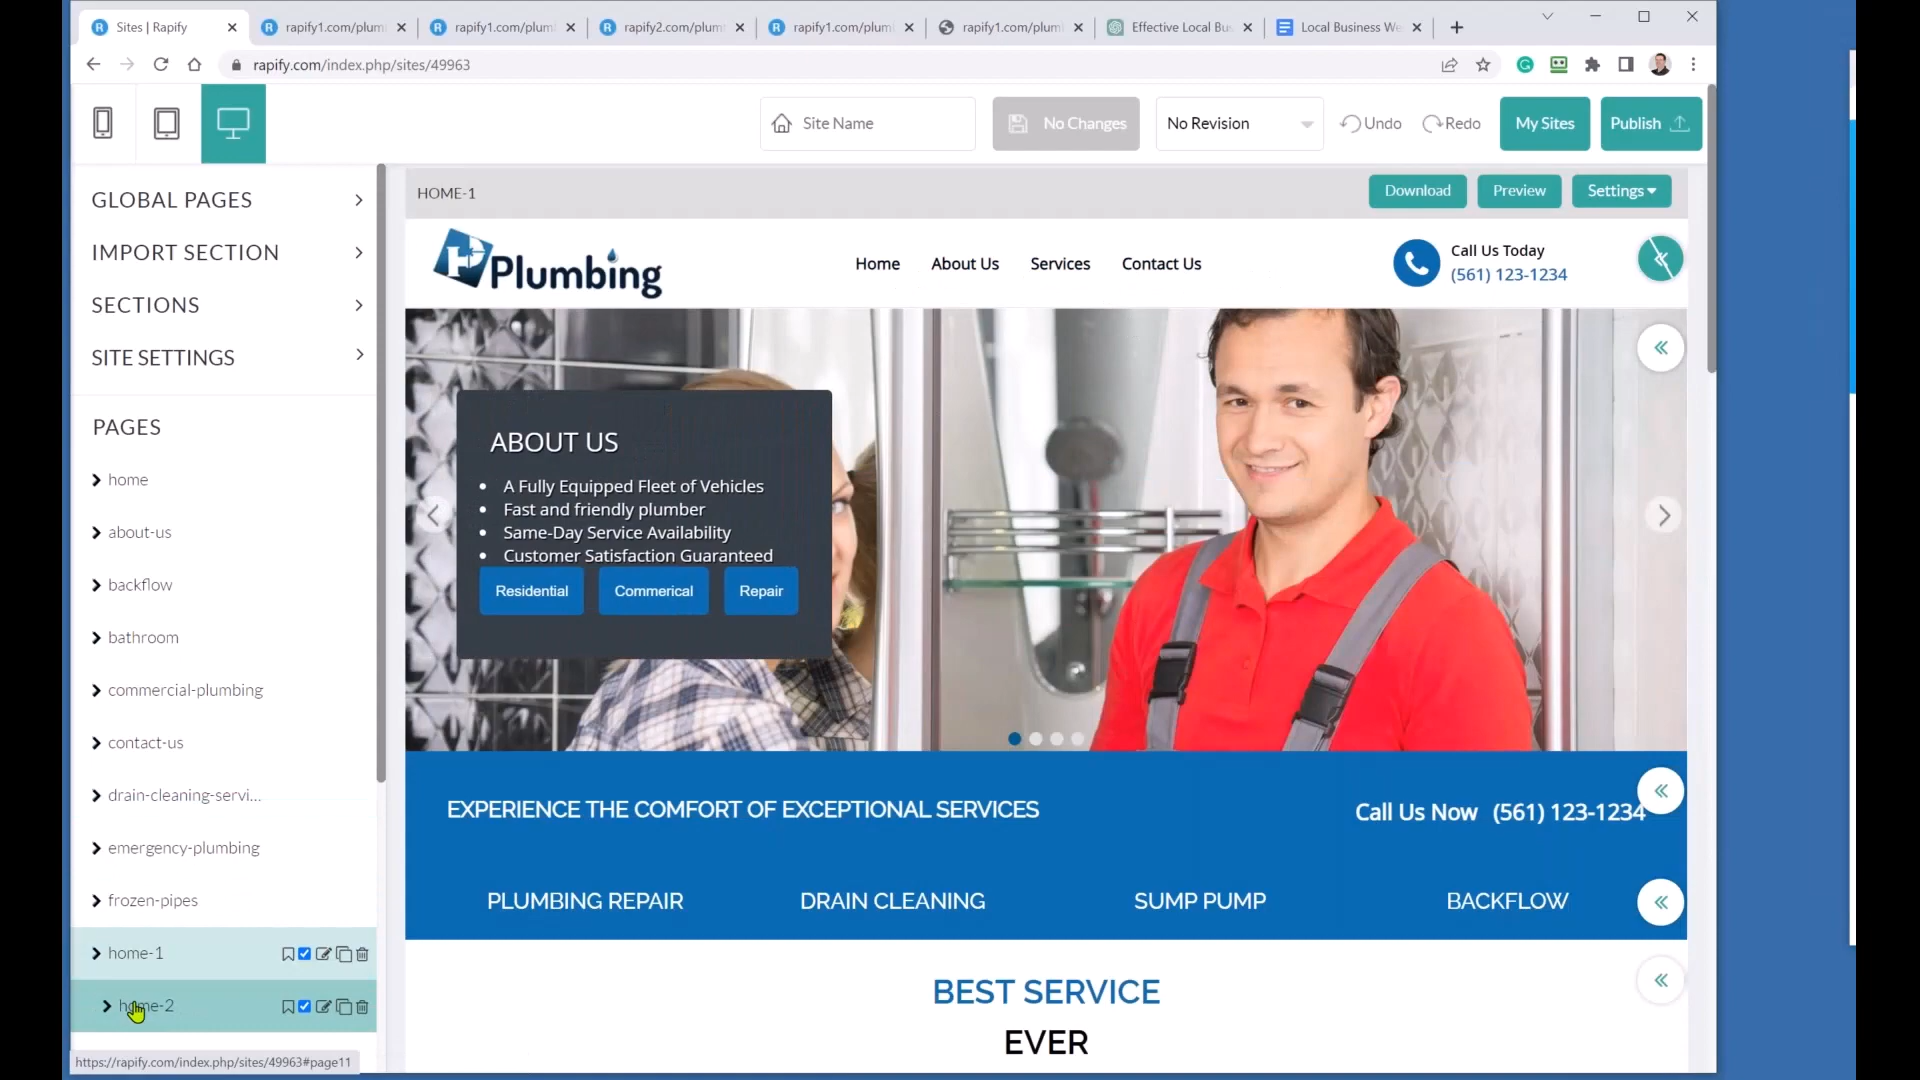 Sites | Rapify
rapify1.com/plum
rapify1.com/plum
rapify2.com/plum
rapify1.com/plum
rapify1.com/plum
Effective Local Bus
Local Business We
rapify.com/index.php/sites/49963
Site Name
No Changes
No Revision
Undo
Redo
My Sites
Publish
GLOBAL PAGES
IMPORT SECTION
SECTIONS
SITE SETTINGS
PAGES
home
about-us
backflow
bathroom
commercial-plumbing
contact-us
drain-cleaning-servi...
emergency-plumbing
frozen-pipes
home-1
home-2
https://rapify.com/index.php/sites/49963#page11
HOME-1
Download
Preview
Settings
Plumbing
Home
About Us
Services
Contact Us
Call Us Today
(561) 123-1234
ABOUT US
• A Fully Equipped Fleet of Vehicles
• Fast and friendly plumber
• Same-Day Service Availability
• Customer Satisfaction Guaranteed
Residential
Commerical
Repair
EXPERIENCE THE COMFORT OF EXCEPTIONAL SERVICES
Call Us Now (561) 123-1234
PLUMBING REPAIR
DRAIN CLEANING
SUMP PUMP
BACKFLOW
BEST SERVICE
EVER